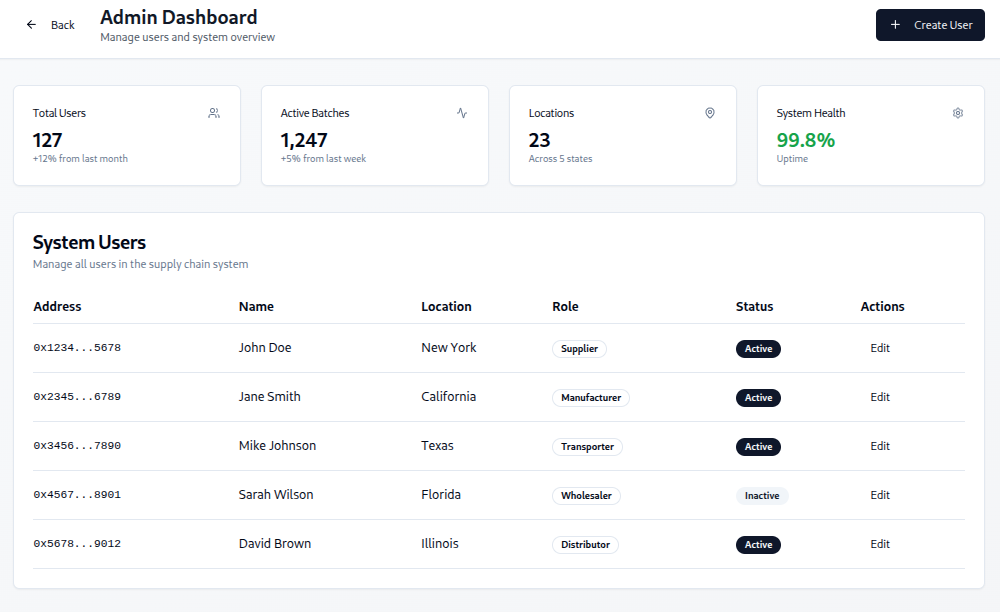 Back
Admin Dashboard
Manage users and system overview
Create User
Total Users
127
+12% from last month
Active Batches
1,247
+5% from last week
Locations
23
Across 5 states
System Health
99.8%
Uptime
System Users
Manage all users in the supply chain system
Address Name Location Role Status Actions
0x1234...5678 John Doe New York Supplier Active Edit
0x2345...6789 Jane Smith California Manufacturer Active Edit
0x3456...7890 Mike Johnson Texas Transporter Active Edit
0x4567...8901 Sarah Wilson Florida Wholesaler Inactive Edit
0x5678...9012 David Brown Illinois Distributor Active Edit